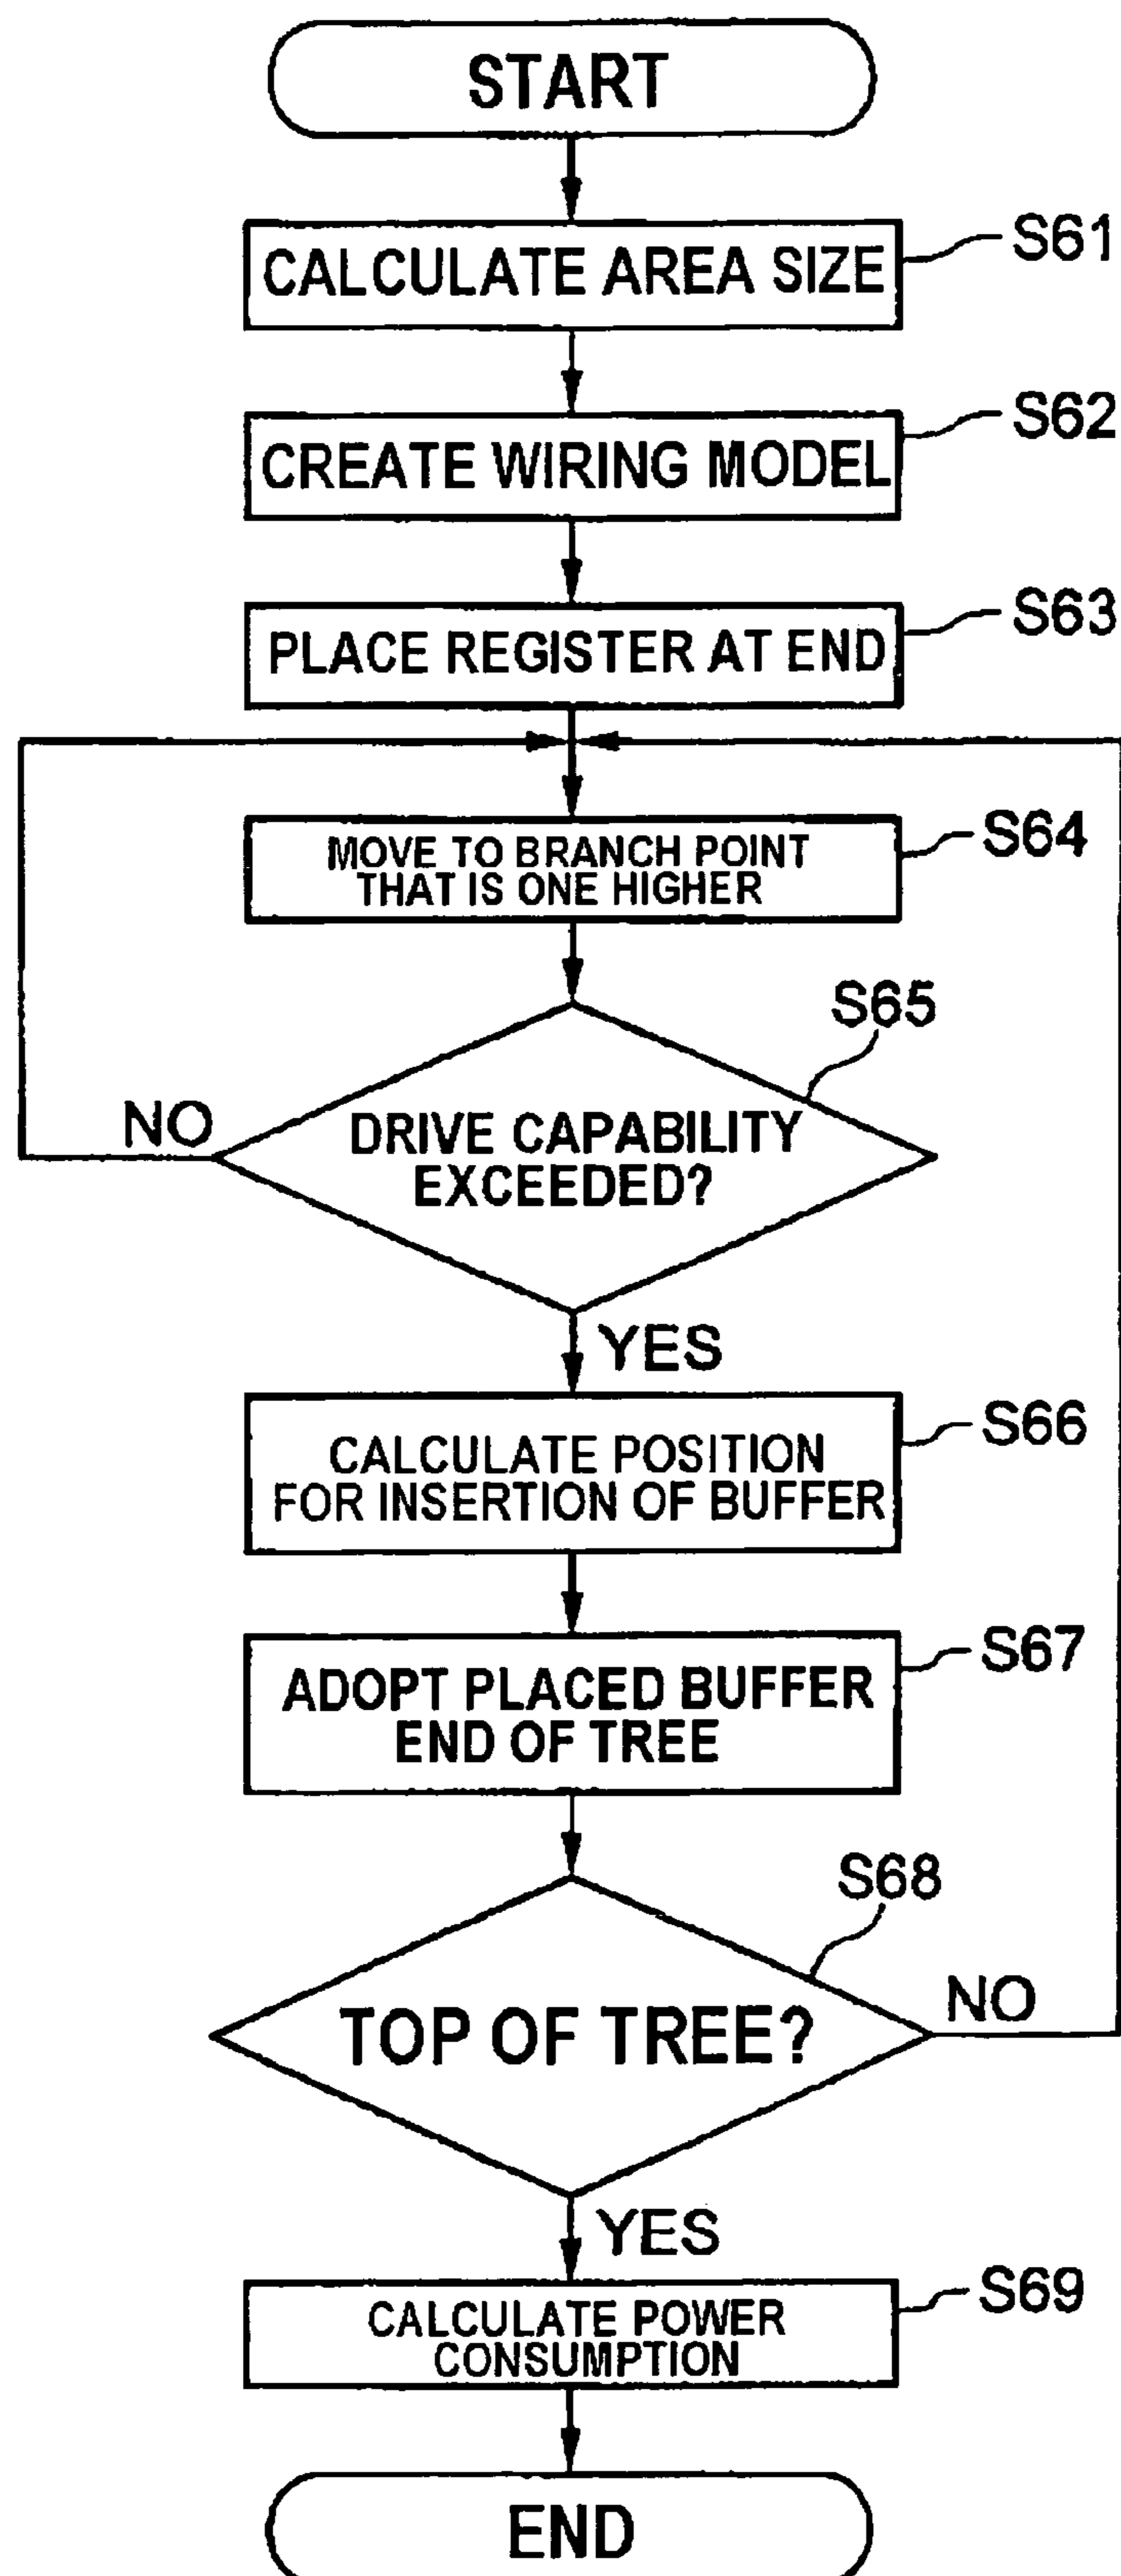 START
CALCULATE AREA SIZE
S61
CREATE WIRING MODEL
S62
PLACE REGISTER AT END
S63
MOVE TO BRANCH POINT
THAT IS ONE HIGHER
S64
S65
DRIVE CAPABILITY
EXCEEDED?
NO
YES
CALCULATE POSITION
FOR INSERTION OF BUFFER
S66
ADOPT PLACED BUFFER
END OF TREE
S67
S68
TOP OF TREE?
NO
YES
CALCULATE POWER
CONSUMPTION
S69
END